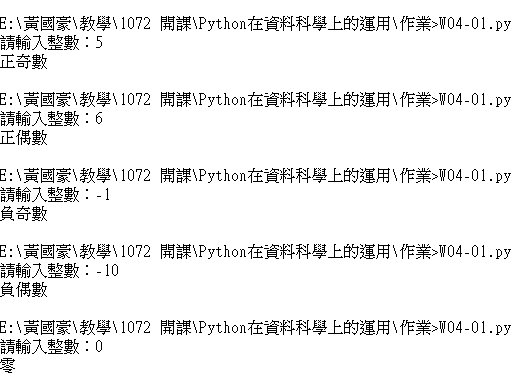 E:\黃國豪\教學\1072 開課\Python在資料科學上的運用\作業>W04-01.py
請輸入整數：5
正奇數
E:\黃國豪\教學\1072 開課\Python在資料科學上的運用\作業>W04-01.py
請輸入整數：6
正偶數
E:\黃國豪\教學\1072 開課\Python在資料科學上的運用\作業>W04-01.py
請輸入整數：-1
負奇數
E:\黃國豪\教學\1072 開課\Python在資料科學上的運用\作業>W04-01.py
請輸入整數：-10
負偶數
E:\黃國豪\教學\1072 開課\Python在資料科學上的運用\作業>W04-01.py
請輸入整數：0
零